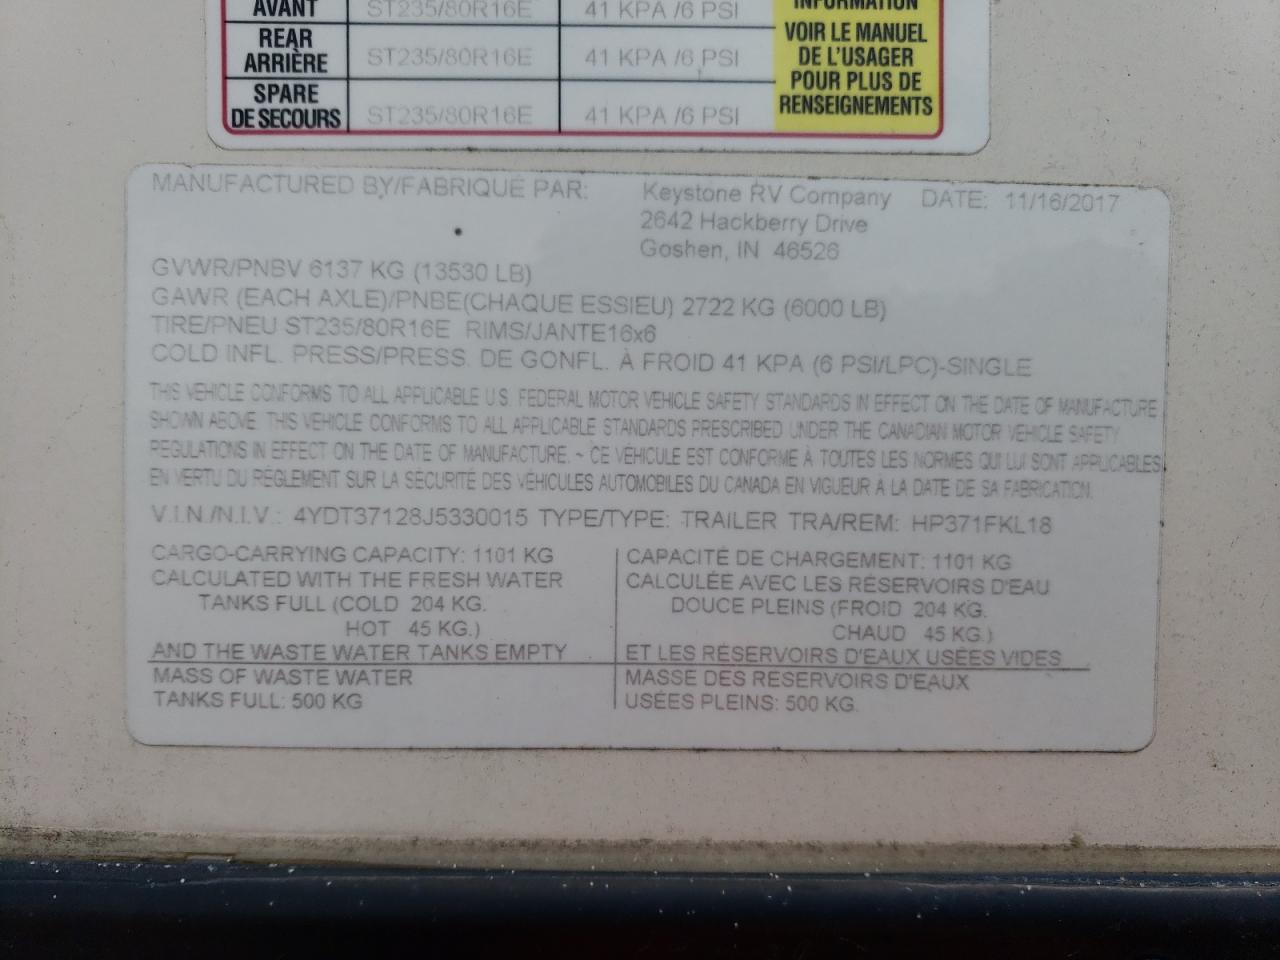 AVANT ST235/80R16E 41 KPA /6 PSI INFORMATION
REAR
ARRIÈRE ST235/80R16E 41 KPA /6 PSI
SPARE
DE SECOURS ST235/80R16E 41 KPA /6 PSI
VOIR LE MANUEL
DE L'USAGER
POUR PLUS DE
RENSEIGNEMENTS
MANUFACTURED BY/FABRIQUÉ PAR: Keystone RV Company DATE: 11/16/2017
2642 Hackberry Drive
Goshen, IN 46526
GVWR/PNBV 6137 KG (13530 LB)
GAWR (EACH AXLE)/PNBE(CHAQUE ESSIEU) 2722 KG (6000 LB)
TIRE/PNEU ST235/80R16E RIMS/JANTE16x6
COLD INFL. PRESS/PRESS. DE GONFL. À FROID 41 KPA (6 PSI/LPC)-SINGLE
THIS VEHICLE CONFORMS TO ALL APPLICABLE U.S. FEDERAL MOTOR VEHICLE SAFETY STANDARDS IN EFFECT ON THE DATE OF MANUFACTURE
SHOWN ABOVE. THIS VEHICLE CONFORMS TO ALL APPLICABLE STANDARDS PRESCRIBED UNDER THE CANADIAN MOTOR VEHICLE SAFETY
REGULATIONS IN EFFECT ON THE DATE OF MANUFACTURE. ~ CE VÉHICULE EST CONFORME À TOUTES LES NORMES QUI LUI SONT APPLICABLES
EN VERTU DU RÈGLEMENT SUR LA SÉCURITÉ DES VÉHICULES AUTOMOBILES DU CANADA EN VIGUEUR À LA DATE DE SA FABRICATION.
V.I.N./N.I.V.: 4YDT37128J5330015 TYPE/TYPE: TRAILER TRA/REM: HP371FKL18
CARGO-CARRYING CAPACITY: 1101 KG
CALCULATED WITH THE FRESH WATER
TANKS FULL (COLD 204 KG.
HOT 45 KG.)
AND THE WASTE WATER TANKS EMPTY
MASS OF WASTE WATER
TANKS FULL: 500 KG
CAPACITÉ DE CHARGEMENT: 1101 KG
CALCULÉE AVEC LES RÉSERVOIRS D'EAU
DOUCE PLEINS (FROID 204 KG.
CHAUD 45 KG.)
ET LES RÉSERVOIRS D'EAUX USÉES VIDES
MASSE DES RÉSERVOIRS D'EAUX
USÉES PLEINS: 500 KG.